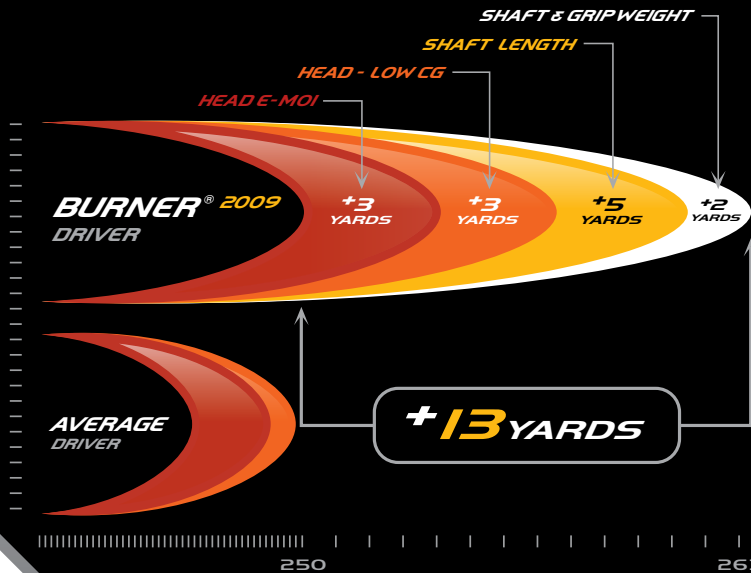 SHAFT & GRIP WEIGHT
SHAFT LENGTH
HEAD - LOW CG
HEAD E-MOI
BURNER® 2009
DRIVER
+3
YARDS
+3
YARDS
+5
YARDS
+2
YARDS
AVERAGE
DRIVER
+13 YARDS
250